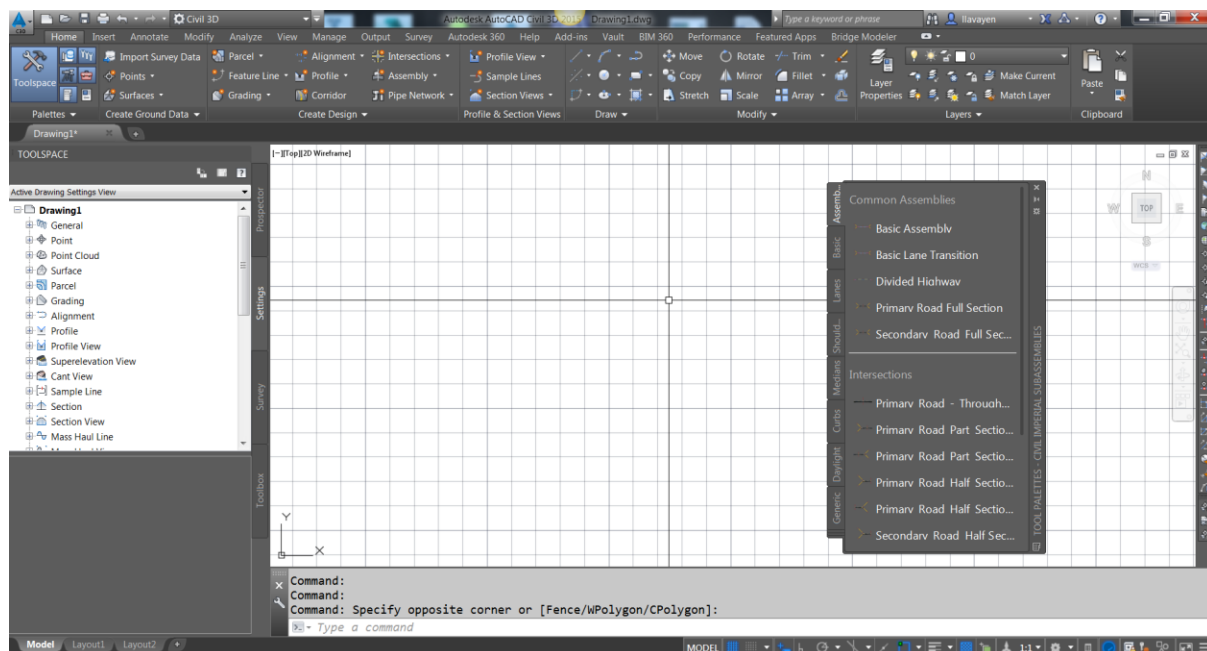 Civil 3D
Autodesk AutoCAD Civil 3D 2015 Drawing1.dwg
Type a keyword or phrase
llavayen
Home Insert Annotate Modify Analyze View Manage Output Survey Autodesk 360 Help Add-ins Vault BIM 360 Performance Featured Apps Bridge Modeler
Toolspace
Import Survey Data
Points
Surfaces
Parcel
Feature Line
Grading
Alignment
Profile
Corridor
Intersections
Assembly
Pipe Network
Profile View
Sample Lines
Section Views
Move
Copy
Stretch
Rotate
Mirror
Scale
Trim
Fillet
Array
Layer
Properties
0
Make Current
Match Layer
Paste
Palettes
Create Ground Data
Create Design
Profile & Section Views
Draw
Modify
Layers
Clipboard
Drawing1*
TOOLSPACE
Active Drawing Settings View
Drawing1
General
Point
Point Cloud
Surface
Parcel
Grading
Alignment
Profile
Profile View
Superelevation View
Cant View
Sample Line
Section
Section View
Mass Haul Line
Prospector
Settings
Survey
Toolbox
[-][Top][2D Wireframe]
Y
X
Assemb...
Basic
Lanes
Should...
Medians
Curbs
Daylight
Generic
Common Assemblies
Basic Assembly
Basic Lane Transition
Divided Highway
Primary Road Full Section
Secondary Road Full Sec...
Intersections
Primary Road - Through...
Primary Road Part Sectio...
Primary Road Part Sectio...
Primary Road Half Sectio...
Primary Road Half Sectio...
Secondary Road Half Sec...
TOOL PALETTES - CIVIL IMPERIAL SUBASSEMBLIES
N
W
TOP
E
S
WCS
Command:
Command:
Command: Specify opposite corner or [Fence/WPolygon/CPolygon]:
Type a command
Model Layout1 Layout2
MODEL
1:1